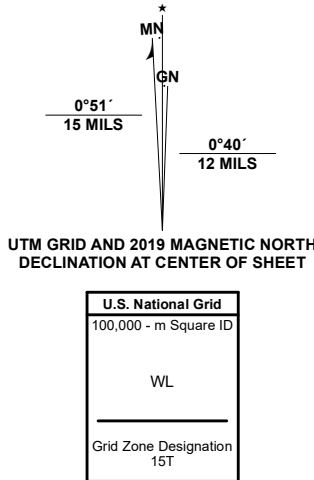 ★
MN
GN
0°51´
15 MILS
0°40´
12 MILS
UTM GRID AND 2019 MAGNETIC NORTH
DECLINATION AT CENTER OF SHEET
U.S. National Grid
100,000 - m Square ID
WL
Grid Zone Designation
15T